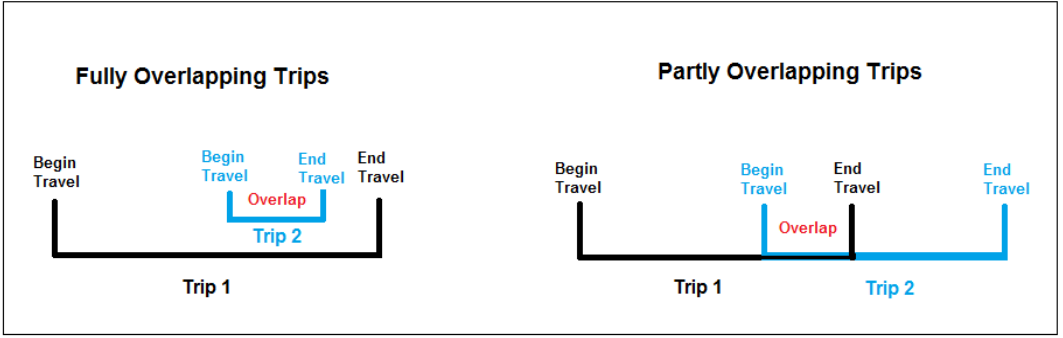 Fully Overlapping Trips
Begin
Travel
Begin
Travel
End
Travel
End
Travel
Overlap
Trip 2
Trip 1
Partly Overlapping Trips
Begin
Travel
Begin
Travel
End
Travel
End
Travel
Overlap
Trip 1
Trip 2